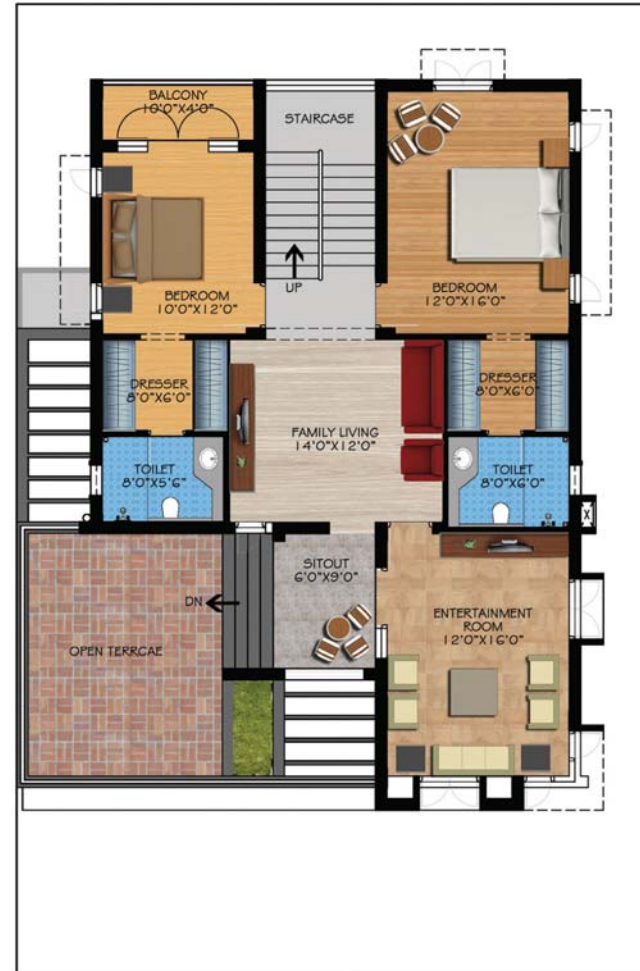 BALCONY
10'0"X4'0"
STAIRCASE
UP
BEDROOM
10'0"X12'0"
BEDROOM
12'0"X16'0"
DRESSER
8'0"X6'0"
FAMILY LIVING
14'0"X12'0"
DRESSER
8'0"X6'0"
TOILET
8'0"X5'6"
TOILET
8'0"X6'0"
SITOUT
6'0"X9'0"
DN
OPEN TERRCAE
ENTERTAINMENT
ROOM
12'0"X16'0"